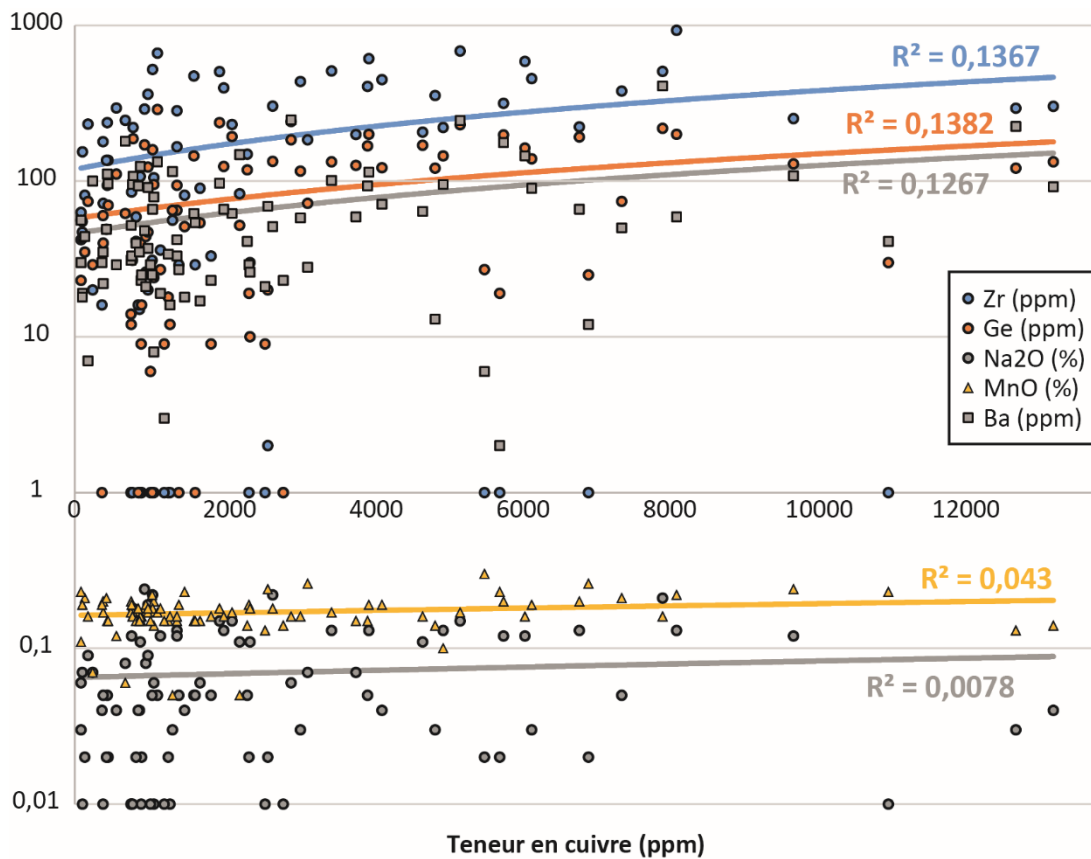 1000
R² = 0,1367
R² = 0,1382
100
R² = 0,1267
Zr (ppm)
Ge (ppm)
10
Na2O (%)
MnO (%)
Ba (ppm)
1
0 2000 4000 6000 8000 10000 12000
R² = 0,043
0,1
R² = 0,0078
0,01
Teneur en cuivre (ppm)